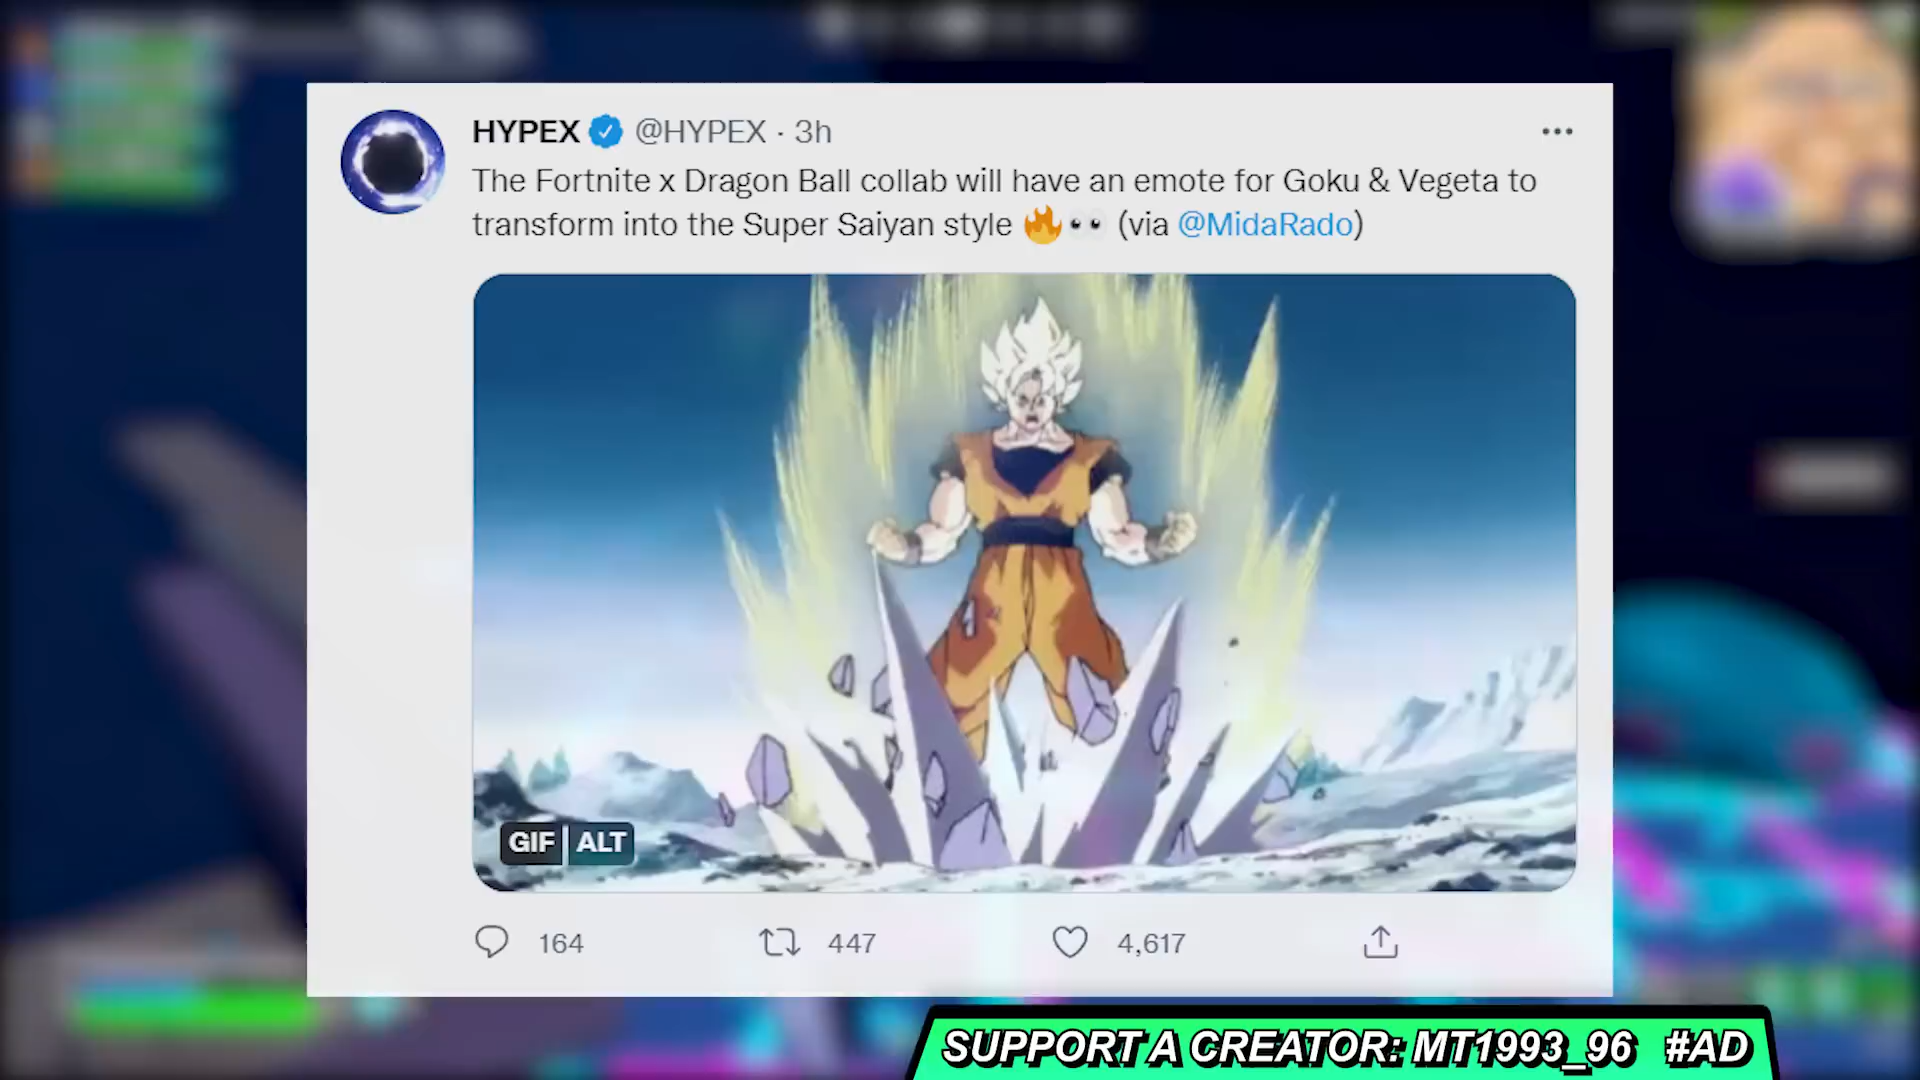 HYPEX @HYPEX · 3h
The Fortnite x Dragon Ball collab will have an emote for Goku & Vegeta to
transform into the Super Saiyan style 🔥👀 (via @MidaRado)
GIF ALT
164 447 4,617
SUPPORT A CREATOR: MT1993_96 #AD